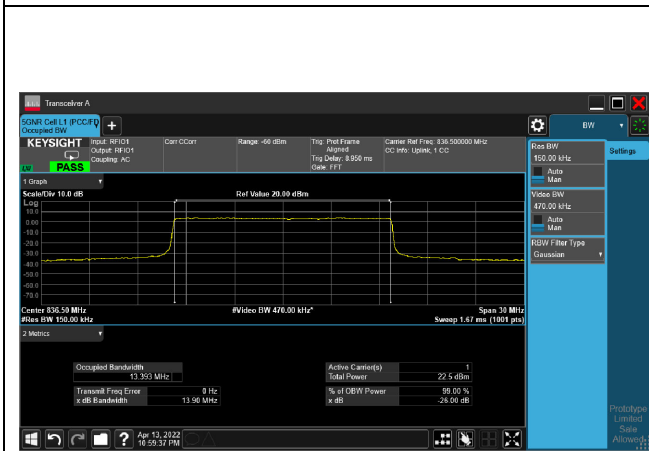 Transceiver A
5GNR Cell L1 (PCC/FD
Occupied BW
BW
KEYSIGHT
Input: RFIO1
Output: RFIO1
Coupling: AC
Corr CCorr
Range: -60 dBm
Trig: Prot Frame
Aligned
Trig Delay: 8.950 ms
Gate: FFT
Carrier Ref Freq: 836.500000 MHz
CC Info: Uplink, 1 CC
PASS
Res BW
150.00 kHz
Auto
Man
Video BW
470.00 kHz
Auto
Man
RBW Filter Type
Gaussian
Settings
1 Graph
Scale/Div 10.0 dB
Ref Value 20.00 dBm
Log
10.0
0.00
-10.0
-20.0
-30.0
-40.0
-50.0
-60.0
-70.0
Center 836.50 MHz
#Video BW 470.00 kHz*
Span 30 MHz
#Res BW 150.00 kHz
Sweep 1.67 ms (1001 pts)
2 Metrics
Occupied Bandwidth
13.393 MHz
Active Carrier(s) 1
Total Power 22.5 dBm
Transmit Freq Error 0 Hz
x dB Bandwidth 13.90 MHz
% of OBW Power 99.00 %
x dB -26.00 dB
Prototype
Limited
Sale
Allowed
Apr 13, 2022
10:59:37 PM